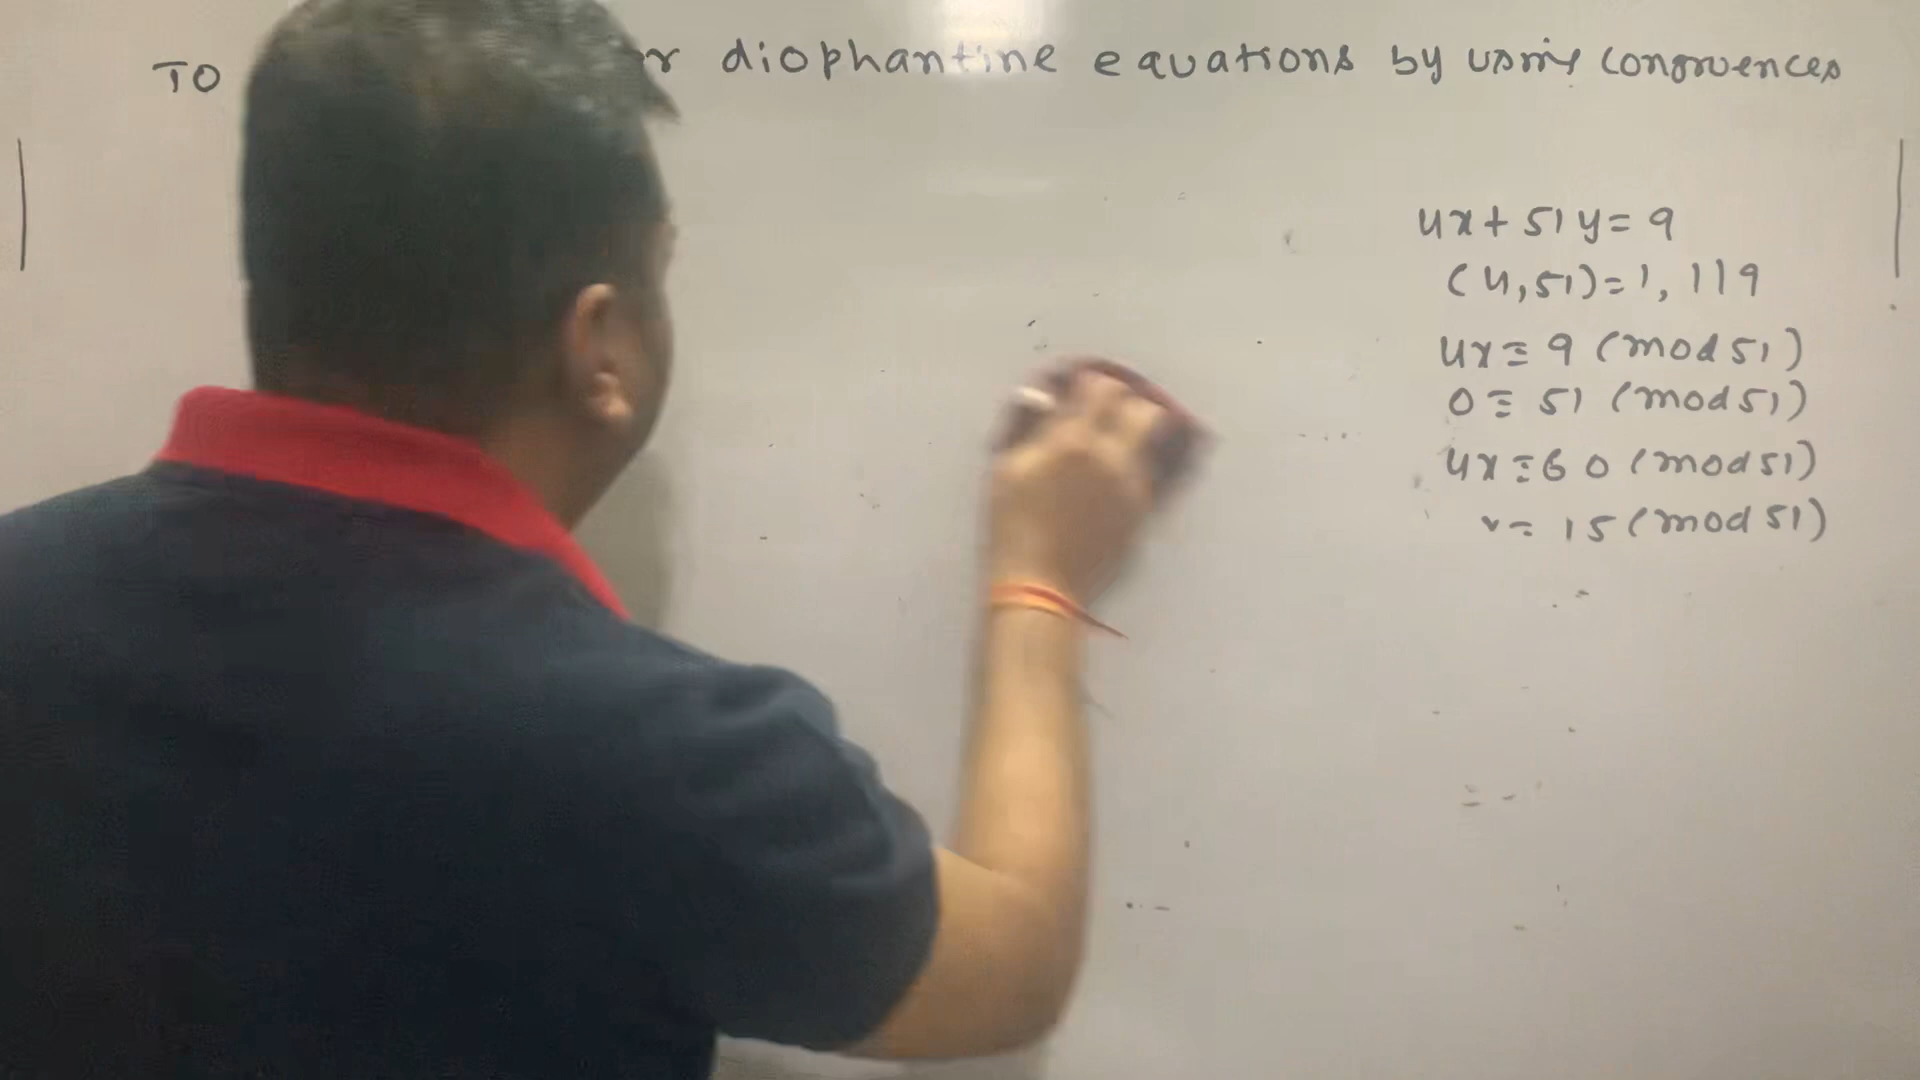 TO r diophantine equations by using congruences
4x + 51y = 9
(4,51)=1, 1|9
4x ≡ 9 (mod 51)
0 ≡ 51 (mod 51)
4x ≡ 60 (mod 51)
x ≡ 15 (mod 51)